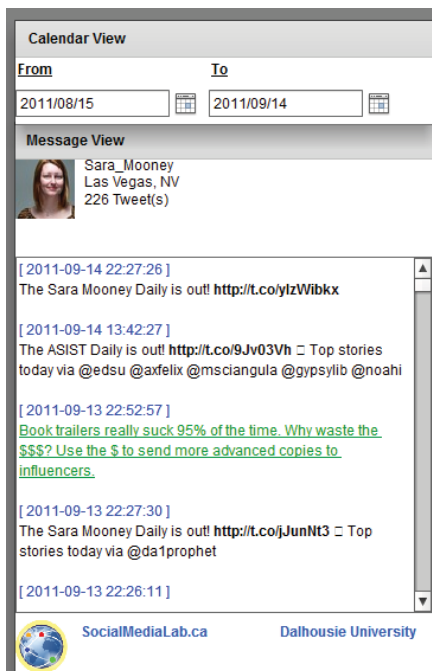 Calendar View
From To
2011/08/15 2011/09/14
Message View
Sara_Mooney
Las Vegas, NV
226 Tweet(s)
[ 2011-09-14 22:27:26 ]
The Sara Mooney Daily is out! http://t.co/ylzWibkx
[ 2011-09-14 13:42:27 ]
The ASIST Daily is out! http://t.co/9Jv03Vh □ Top stories
today via @edsu @axfelix @msciangula @gypsylib @noahi
[ 2011-09-13 22:52:57 ]
Book trailers really suck 95% of the time. Why waste the
$$$? Use the $ to send more advanced copies to
influencers.
[ 2011-09-13 22:27:30 ]
The Sara Mooney Daily is out! http://t.co/jJunNt3 □ Top
stories today via @da1prophet
[ 2011-09-13 22:26:11 ]
SocialMediaLab.ca Dalhousie University